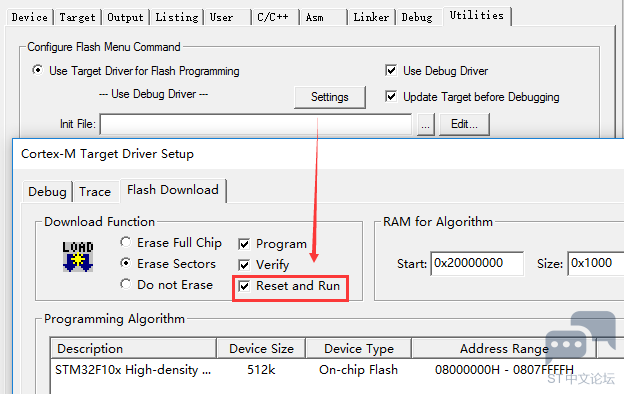 Device Target Output Listing User C/C++ Asm Linker Debug Utilities
Configure Flash Menu Command
Use Target Driver for Flash Programming Use Debug Driver
--- Use Debug Driver --- Settings Update Target before Debugging
Init File: ... Edit...
Cortex-M Target Driver Setup
Debug Trace Flash Download
Download Function RAM for Algorithm
LOAD Erase Full Chip Program
Erase Sectors Verify Start: 0x20000000 Size: 0x1000
Do not Erase Reset and Run
Programming Algorithm
Description Device Size Device Type Address Range
STM32F10x High-density ... 512k On-chip Flash 08000000H - 0807FFFFH
ST 中文论坛